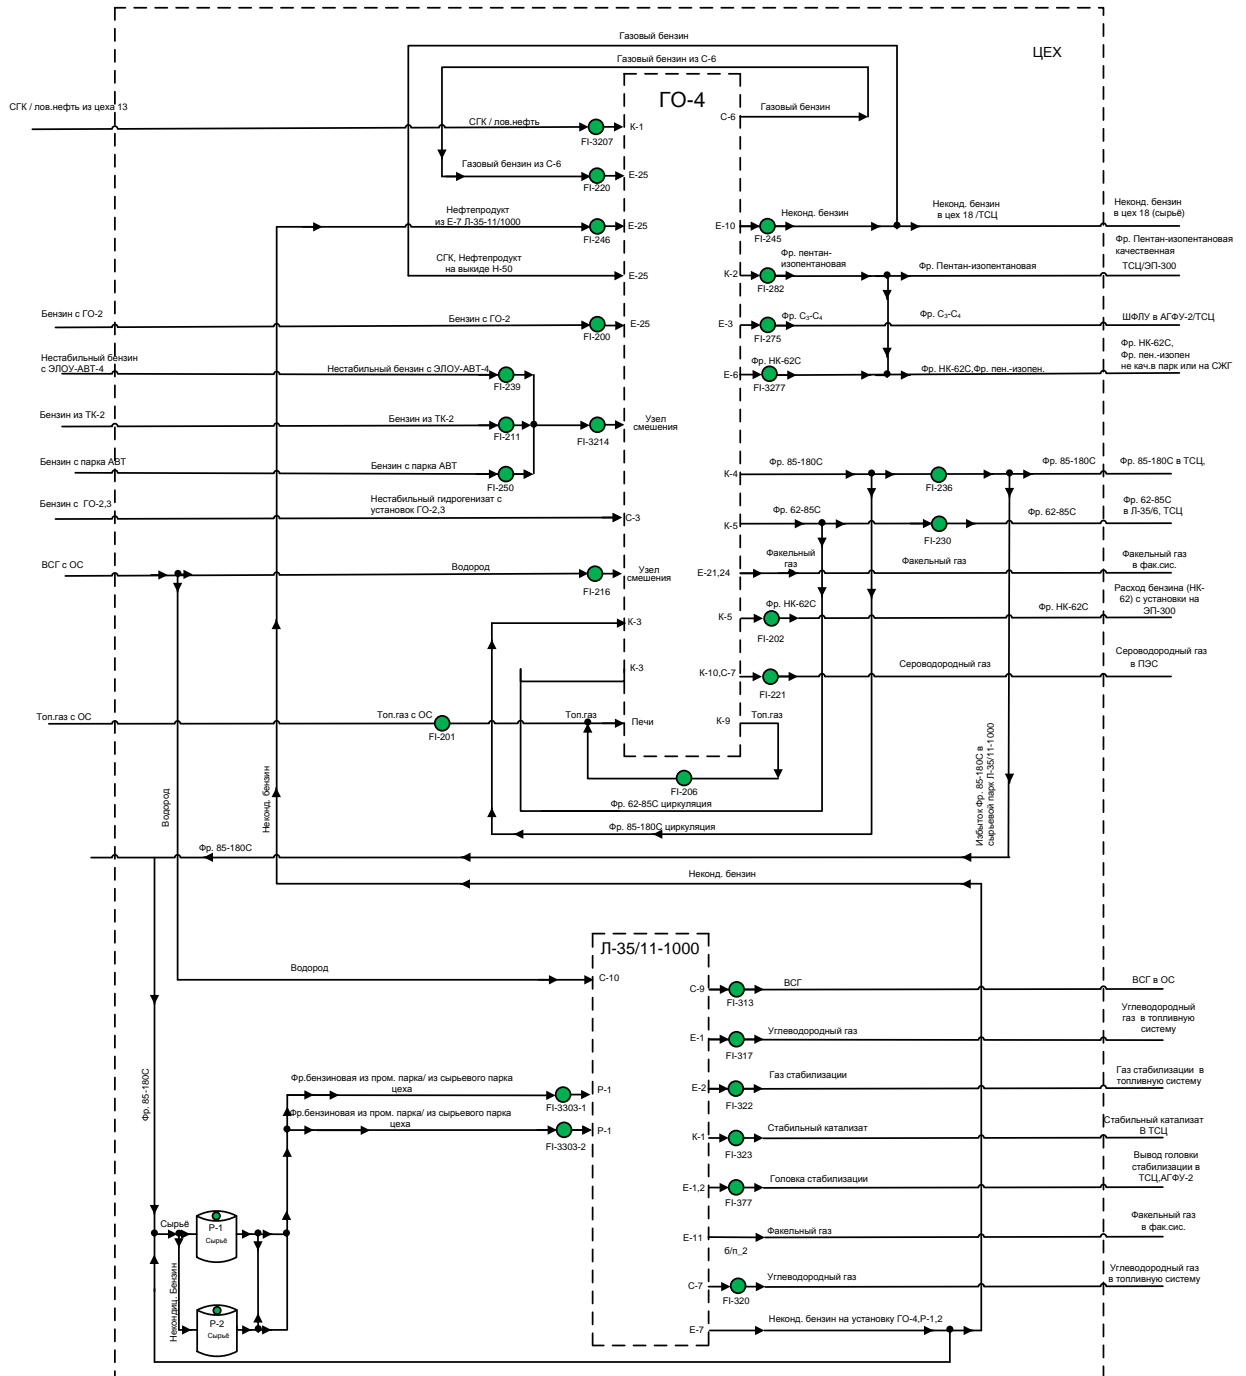 Газовый бензин
ЦЕХ
Газовый бензин из С-6
ГО-4
СГК / лов.нефть из цеха 13
СГК / лов.нефть
FI-3207
К-1
С-6
Газовый бензин
Газовый бензин из С-6
FI-220
Е-25
Нефтепродукт
из Е-7 Л-35-11/1000
FI-246
Е-25
Е-10
FI-245
Неконд. бензин
Неконд. бензин
в цех 18 /ТСЦ
Неконд. бензин
в цех 18 (сырьё)
СГК, Нефтепродукт
на выкиде Н-50
Е-25
К-2
Фр. пентан-
изопентановая
FI-282
Фр. Пентан-изопентановая
Фр. Пентан-изопентановая
качественная
ТСЦ/ЭП-300
Бензин с ГО-2
Бензин с ГО-2
FI-200
Е-25
Е-3
Фр. С₃-С₄
FI-275
Фр. С₃-С₄
ШФЛУ в АГФУ-2/ТСЦ
Нестабильный бензин
с ЭЛОУ-АВТ-4
Нестабильный бензин с ЭЛОУ-АВТ-4
FI-239
Е-6
Фр. НК-62С
FI-3277
Фр. НК-62С,Фр. пен.-изопен.
Фр. НК-62С,
Фр. пен.-изопен
не кач.в парк или на СЖГ
Бензин из ТК-2
Бензин из ТК-2
FI-211
FI-3214
Узел
смешения
Бензин с парка АВТ
Бензин с парка АВТ
FI-250
К-4
Фр. 85-180С
FI-236
Фр. 85-180С
Фр. 85-180С в ТСЦ,
Бензин с  ГО-2,3
Нестабильный гидрогенизат с
установок ГО-2,3
С-3
К-5
Фр. 62-85С
FI-230
Фр. 62-85С
Фр. 62-85С
в Л-35/6, ТСЦ
ВСГ с ОС
Водород
FI-216
Узел
смешения
Е-21,24
Факельный
газ
Факельный газ
Факельный газ
в фак.сис.
К-3
К-5
Фр. НК-62С
FI-202
Фр. НК-62С
Расход бензина (НК-
62) с установки на
ЭП-300
К-3
К-10,С-7
FI-221
Сероводородный газ
Сероводородный газ
в ПЭС
Топ.газ с ОС
Топ.газ с ОС
FI-201
Топ.газ
Печи
К-9
Топ.газ
FI-206
Фр. 62-85С циркуляция
Фр. 85-180С циркуляция
Избыток Фр. 85-180С в
сырьевой парк Л-35/11-1000
Водород
Неконд. бензин
Фр. 85-180С
Неконд. бензин
Л-35/11-1000
Водород
С-10
С-9
FI-313
ВСГ
ВСГ в ОС
Е-1
FI-317
Углеводородный газ
Углеводородный
газ  в топливную
систему
Фр. 85-180С
Фр.бензиновая из пром. парка/ из сырьевого парка
цеха
FI-3303-1
Р-1
Е-2
FI-322
Газ стабилизации
Газ стабилизации  в
топливную систему
Фр.бензиновая из пром. парка/ из сырьевого парка
цеха
FI-3303-2
Р-1
К-1
FI-323
Стабильный катализат
Стабильный катализат
В ТСЦ
Е-1,2
FI-377
Головка стабилизации
Вывод головки
стабилизации в
ТСЦ,АГФУ-2
Сырьё
Р-1
Сырьё
Е-11
б/п_2
Факельный газ
Факельный газ
в фак.сис.
Некондиц. Бензин
Р-2
Сырьё
С-7
FI-320
Углеводородный газ
Углеводородный газ
в топливную систему
Е-7
Неконд. бензин на установку ГО-4,Р-1,2